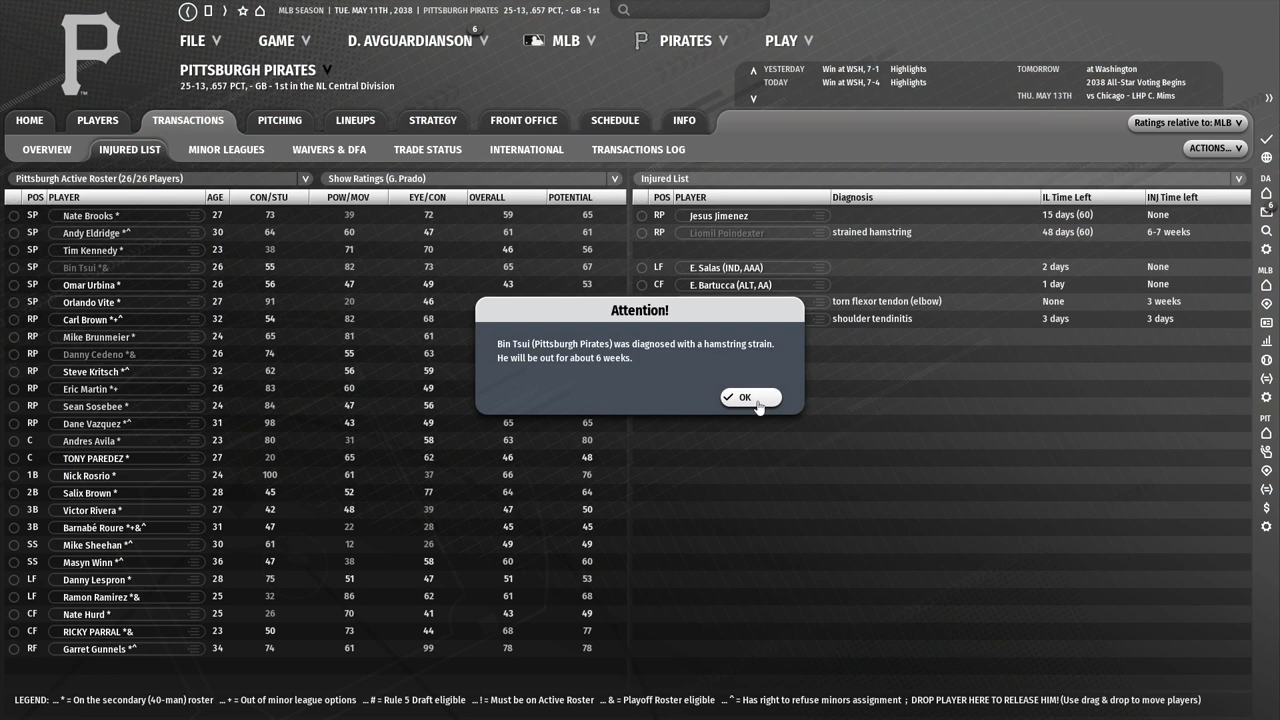 MLB SEASON | TUE. MAY 11TH , 2038 | PITTSBURGH PIRATES 25-13, .657 PCT, - GB - 1st
FILE GAME D. AVGUARDIANSON 6 MLB PIRATES PLAY
PITTSBURGH PIRATES
25-13, .657 PCT, - GB - 1st in the NL Central Division
YESTERDAY Win at WSH, 7-1 Highlights TOMORROW at Washington
TODAY Win at WSH, 7-4 Highlights 2038 All-Star Voting Begins
THU. MAY 13TH vs Chicago - LHP C. Mims
HOME PLAYERS TRANSACTIONS PITCHING LINEUPS STRATEGY FRONT OFFICE SCHEDULE INFO
Ratings relative to: MLB
OVERVIEW INJURED LIST MINOR LEAGUES WAIVERS & DFA TRADE STATUS INTERNATIONAL TRANSACTIONS LOG
ACTIONS...
Pittsburgh Active Roster (26/26 Players) Show Ratings (G. Prado) Injured List
POS PLAYER AGE CON/STU POW/MOV EYE/CON OVERALL POTENTIAL
SP Nate Brooks * 27 73 39 72 59 65
SP Andy Eldridge *^ 30 64 60 47 61 61
SP Tim Kennedy * 23 38 71 70 46 56
SP Bin Tsui *& 26 55 82 73 65 67
SP Omar Urbina * 26 56 47 49 43 53
SP Orlando Vite * 27 91 20 46
RP Carl Brown *+^ 32 54 82 68
RP Mike Brunmeier * 24 65 81 61
RP Danny Cedeno *& 26 74 55 63
RP Steve Kritsch *^ 32 62 56 59
RP Eric Martin *+ 26 83 60 49
RP Sean Sosebee * 24 84 47 56
RP Dane Vazquez *^ 31 98 43 49 65 65
C Andres Avila * 23 80 31 58 63 80
C TONY PAREDEZ * 27 20 65 62 46 48
1B Nick Rosrio * 24 100 61 37 66 76
2B Salix Brown * 28 45 52 77 64 64
3B Victor Rivera * 27 42 48 39 47 50
3B Barnabé Roure *+&^ 31 47 22 28 45 45
SS Mike Sheehan *^ 30 61 12 26 49 49
SS Masyn Winn *^ 36 47 38 58 60 60
LF Danny Lespron * 28 75 51 47 51 53
LF Ramon Ramirez *& 25 32 86 62 61 68
CF Nate Hurd * 25 26 70 41 43 49
CF RICKY PARRAL *& 23 50 73 44 68 77
RF Garret Gunnels *^ 34 74 61 99 78 78
POS PLAYER Diagnosis IL Time Left INJ Time left
RP Jesus Jimenez 15 days (60) None
RP Liomil Poindexter strained hamstring 48 days (60) 6-7 weeks
LF E. Salas (IND, AAA) 2 days None
CF E. Bartucca (ALT, AA) 1 day None
torn flexor tendon (elbow) None 3 weeks
shoulder tendinitis 3 days 3 days
Attention!
Bin Tsui (Pittsburgh Pirates) was diagnosed with a hamstring strain.
He will be out for about 6 weeks.
OK
DA
6
MLB
PIT
LEGEND: ... * = On the secondary (40-man) roster ... + = Out of minor league options ... # = Rule 5 Draft eligible ... ! = Must be on Active Roster ... & = Playoff Roster eligible ... ^ = Has right to refuse minors assignment ; DROP PLAYER HERE TO RELEASE HIM! (Use drag & drop to move players)